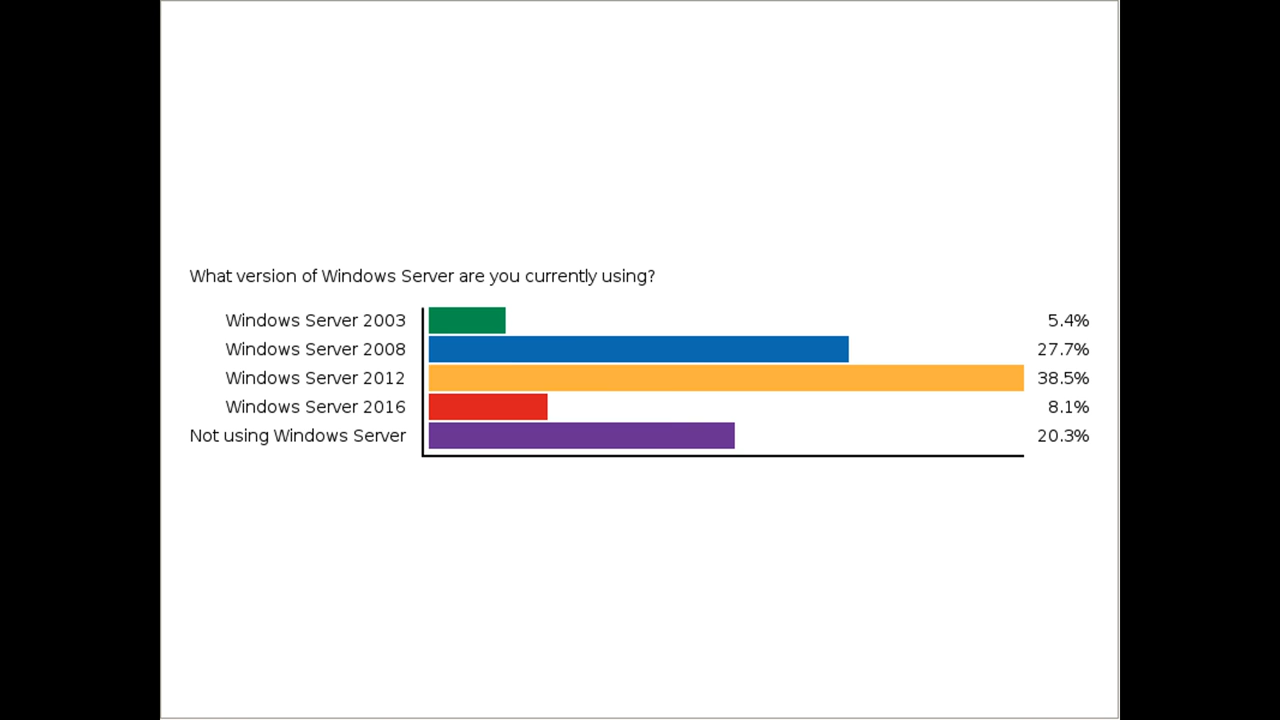 What version of Windows Server are you currently using?
Windows Server 2003 5.4%
Windows Server 2008 27.7%
Windows Server 2012 38.5%
Windows Server 2016 8.1%
Not using Windows Server 20.3%